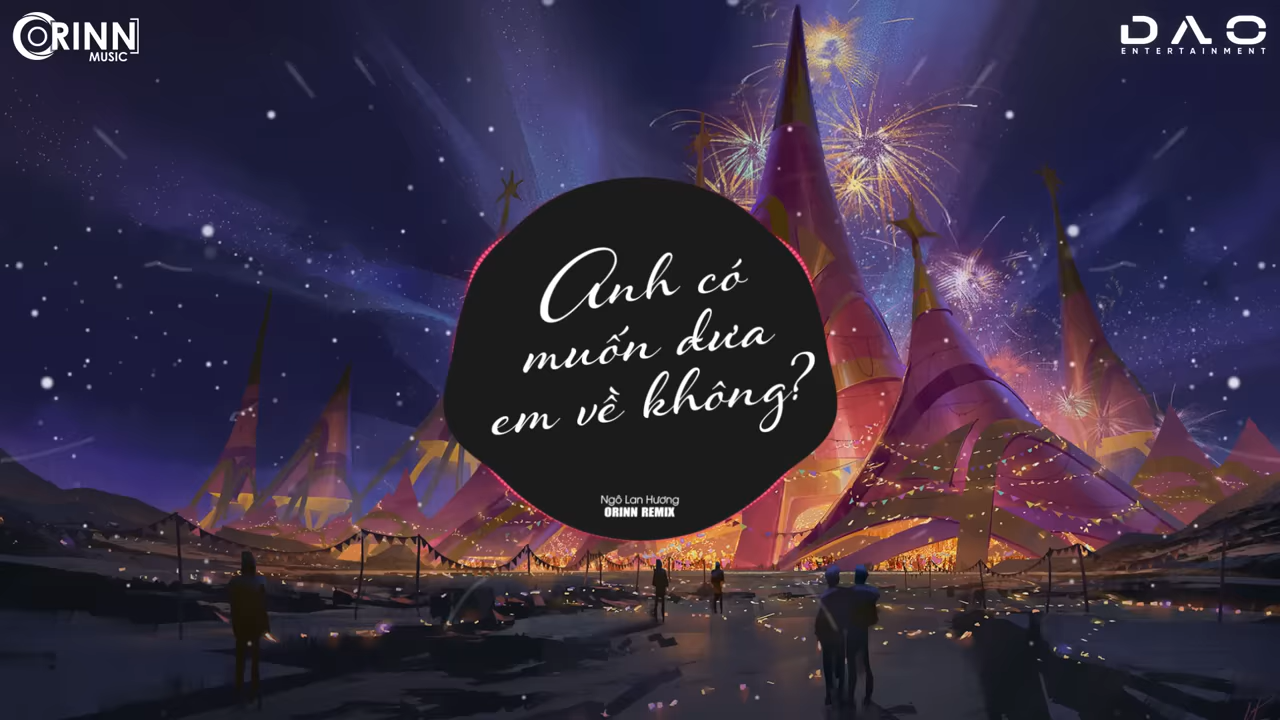 ORINN
MUSIC
DAO
ENTERTAINMENT
Anh có
muốn đưa
em về không?
Ngô Lan Hương
ORINN REMIX